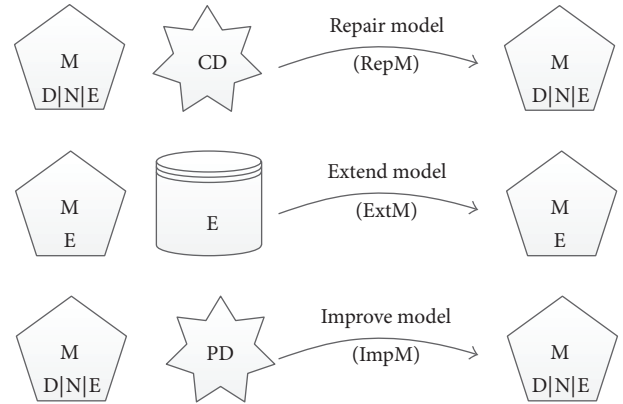 M
D|N|E
CD
Repair model
(RepM)
M
D|N|E
M
E
E
Extend model
(ExtM)
M
E
M
D|N|E
PD
Improve model
(ImpM)
M
D|N|E